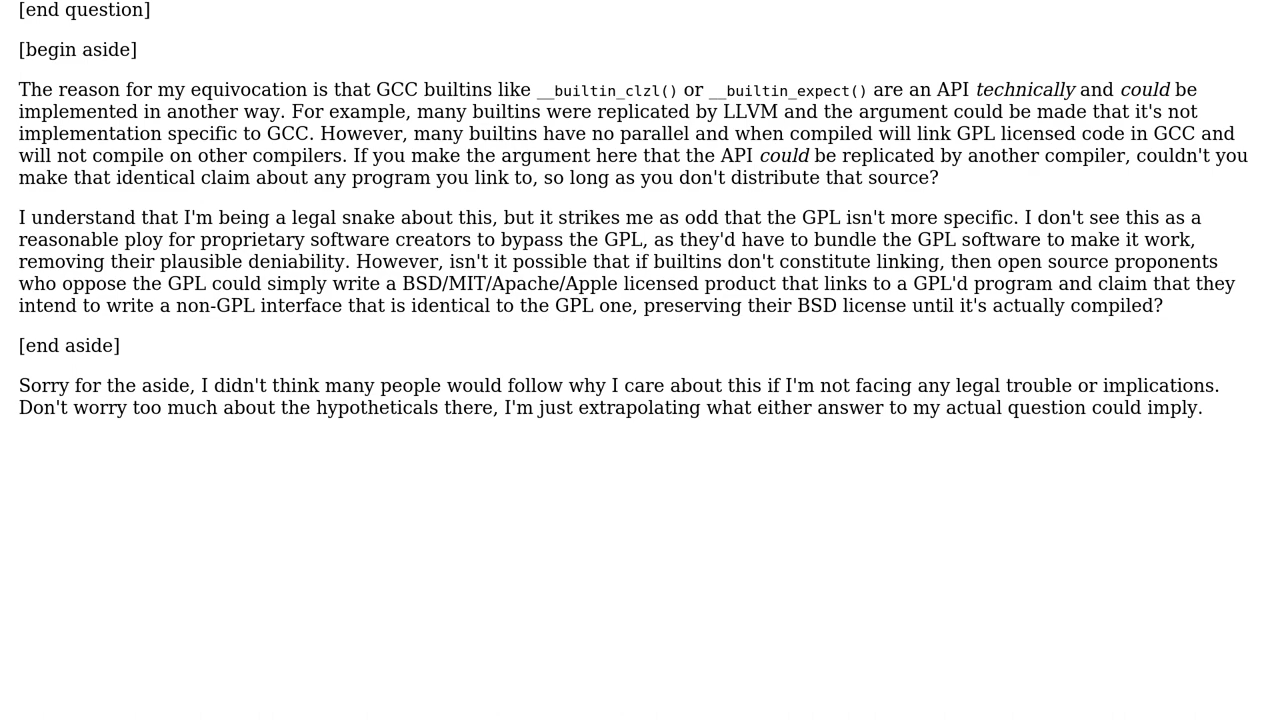 [end question]
[begin aside]
The reason for my equivocation is that GCC builtins like __builtin_clzl() or __builtin_expect() are an API technically and could be
implemented in another way. For example, many builtins were replicated by LLVM and the argument could be made that it's not
implementation specific to GCC. However, many builtins have no parallel and when compiled will link GPL licensed code in GCC and
will not compile on other compilers. If you make the argument here that the API could be replicated by another compiler, couldn't you
make that identical claim about any program you link to, so long as you don't distribute that source?
I understand that I'm being a legal snake about this, but it strikes me as odd that the GPL isn't more specific. I don't see this as a
reasonable ploy for proprietary software creators to bypass the GPL, as they'd have to bundle the GPL software to make it work,
removing their plausible deniability. However, isn't it possible that if builtins don't constitute linking, then open source proponents
who oppose the GPL could simply write a BSD/MIT/Apache/Apple licensed product that links to a GPL'd program and claim that they
intend to write a non-GPL interface that is identical to the GPL one, preserving their BSD license until it's actually compiled?
[end aside]
Sorry for the aside, I didn't think many people would follow why I care about this if I'm not facing any legal trouble or implications.
Don't worry too much about the hypotheticals there, I'm just extrapolating what either answer to my actual question could imply.